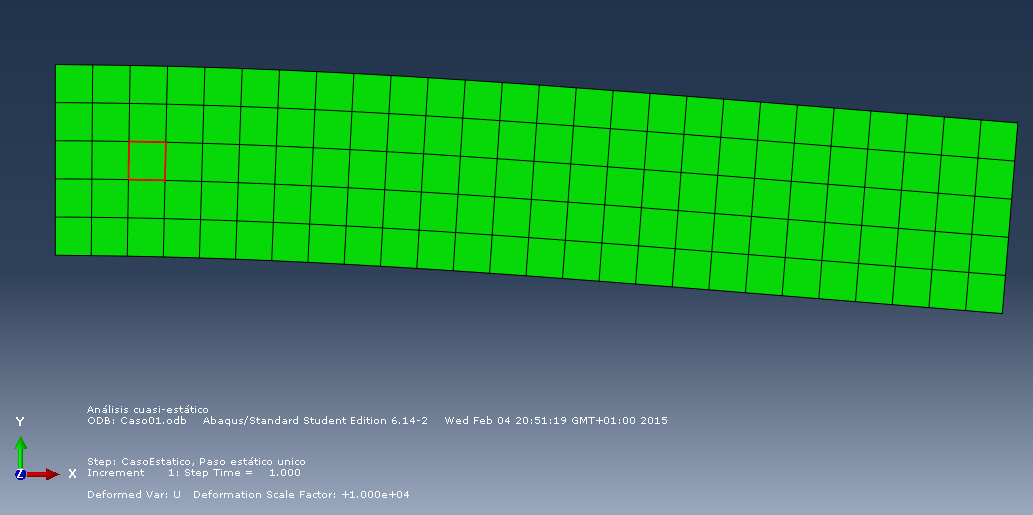 Análisis cuasi-estático
ODB: Caso01.odb Abaqus/Standard Student Edition 6.14-2 Wed Feb 04 20:51:19 GMT+01:00 2015
Y
Step: CasoEstatico, Paso estático unico
Z X Increment 1: Step Time = 1.000
Deformed Var: U Deformation Scale Factor: +1.000e+04